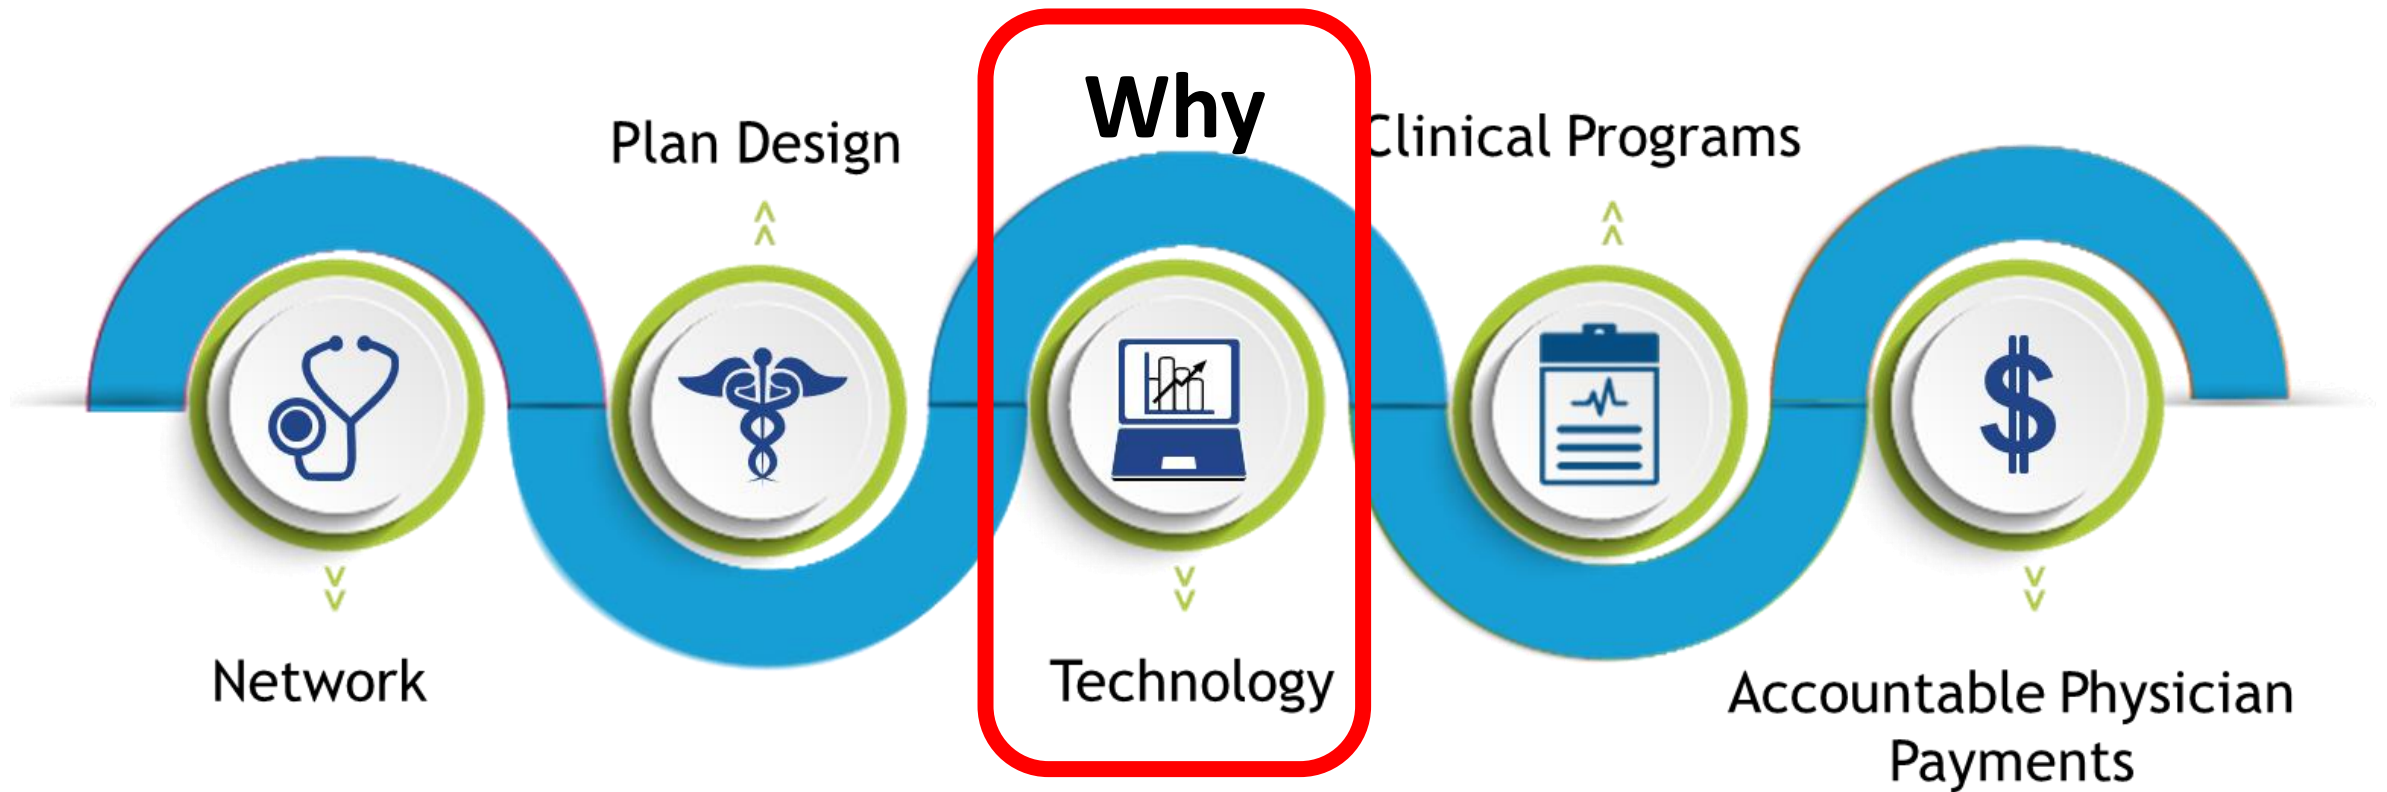 Why
Plan Design
Clinical Programs
Network
Technology
Accountable Physician
Payments